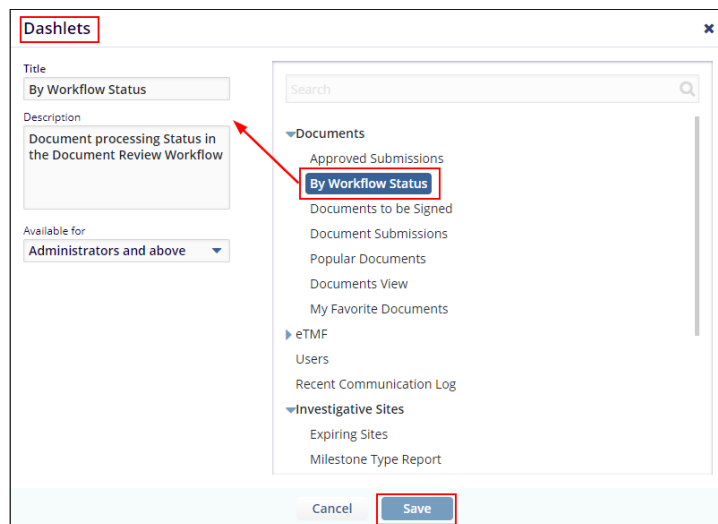 Dashlets
Title
By Workflow Status
Description
Document processing Status in
the Document Review Workflow
Available for
Administrators and above
Search
Documents
Approved Submissions
By Workflow Status
Documents to be Signed
Document Submissions
Popular Documents
Documents View
My Favorite Documents
eTMF
Users
Recent Communication Log
Investigative Sites
Expiring Sites
Milestone Type Report
Cancel
Save